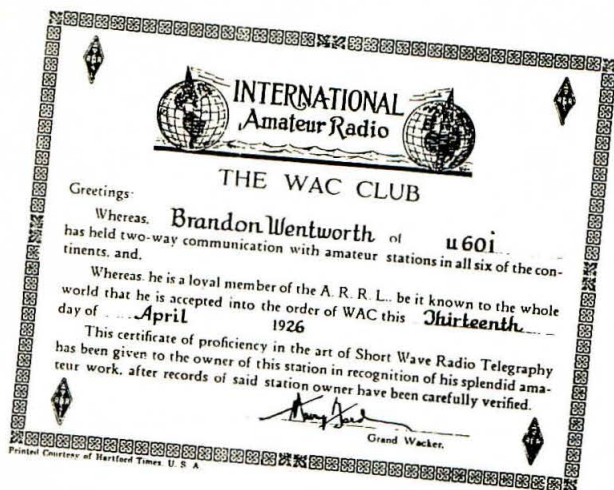 INTERNATIONAL
Amateur Radio
THE WAC CLUB
Greetings:
Whereas, Brandon Wentworth of u6oi
has held two-way communication with amateur stations in all six of the con-
tinents, and,
Whereas, he is a loyal member of the A. R. R. L., be it known to the whole
world that he is accepted into the order of WAC this Thirteenth
day of April 1926
This certificate of proficiency in the art of Short Wave Radio Telegraphy
has been given to the owner of this station in recognition of his splendid ama-
teur work, after records of said station owner have been carefully verified.
Grand Wacker.
Printed Courtesy of Hartford Times, U. S. A